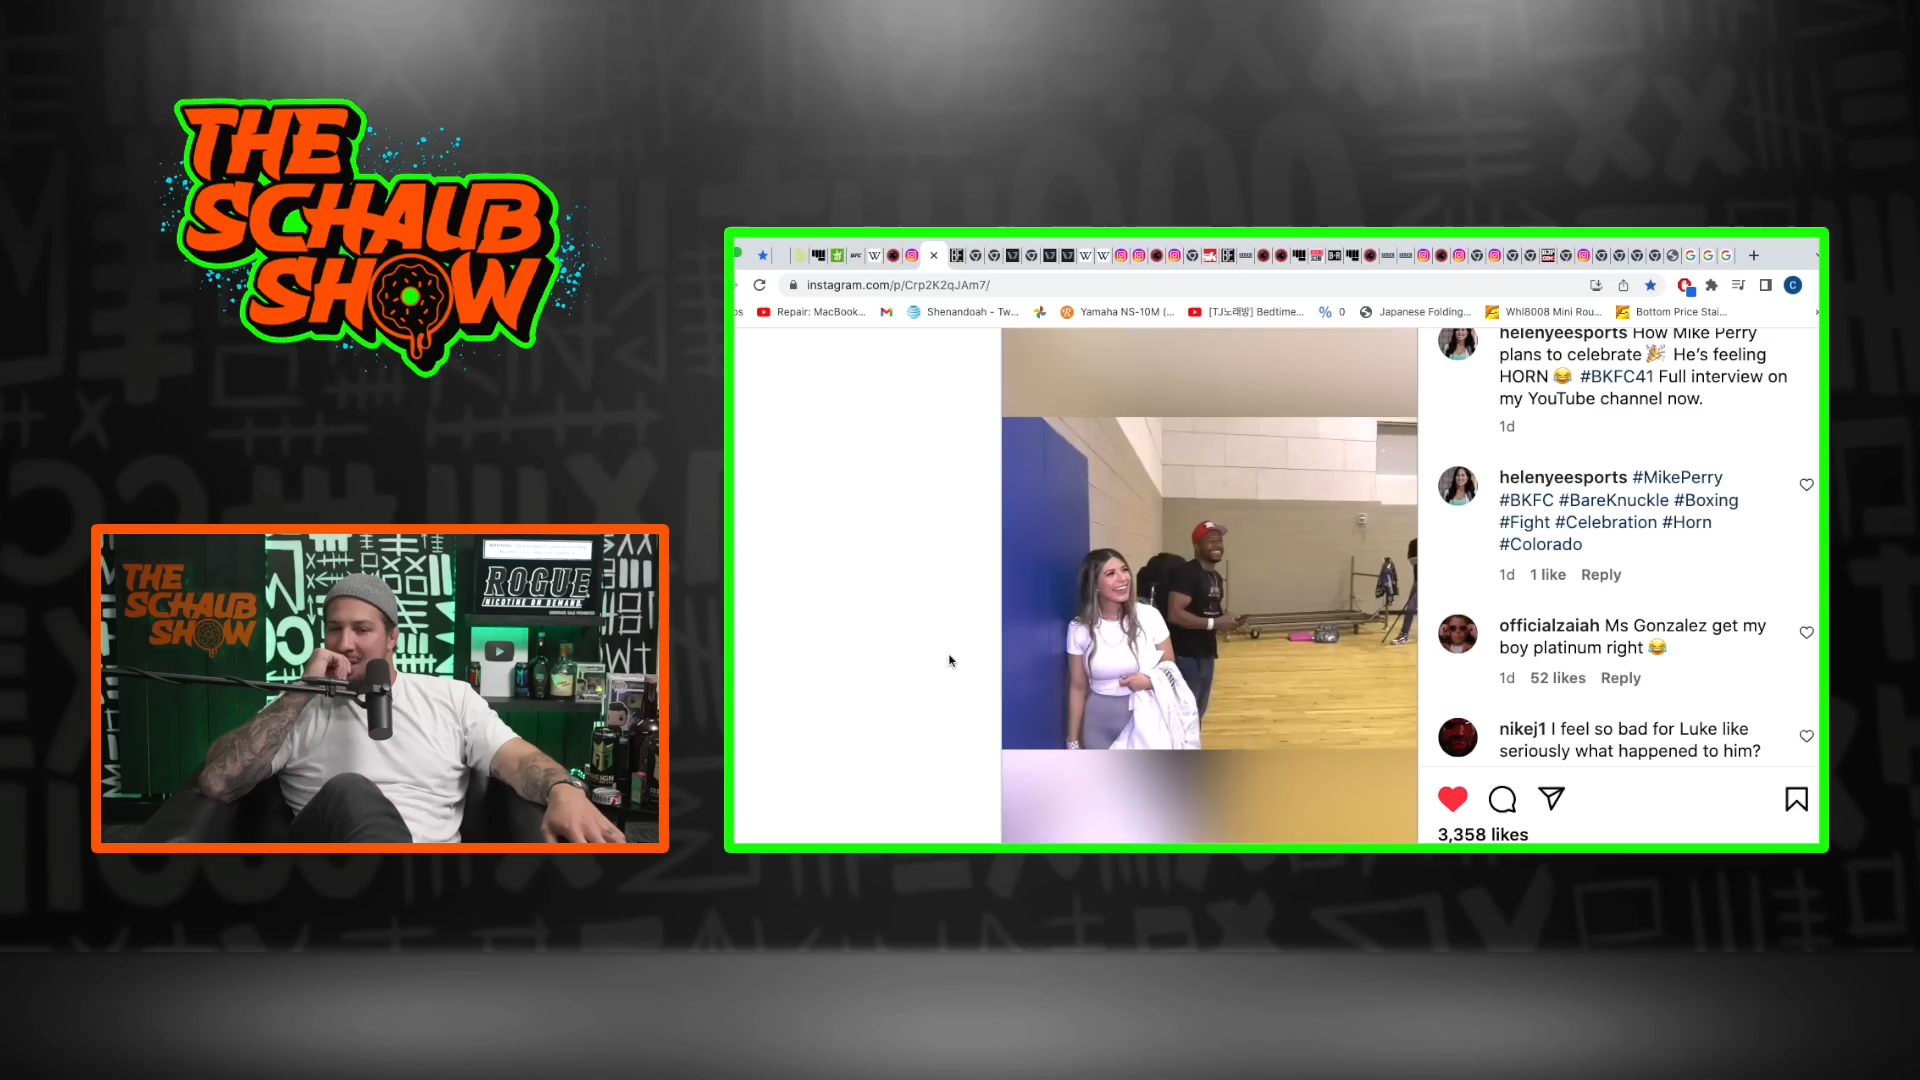 THE
SCHAUB
SHOW
THE
SCHAUB
SHOW
ROGUE
NICOTINE ON DEMAND.
instagram.com/p/Crp2K2qJAm7/
Repair: MacBook...
Shenandoah - Tw...
Yamaha NS-10M (...
[TJ노래방] Bedtime...
% 0
Japanese Folding...
Whl8008 Mini Rou...
Bottom Price Stai...
helenyeesports How Mike Perry
plans to celebrate 🎉 He's feeling
HORN 😂 #BKFC41 Full interview on
my YouTube channel now.
1d
helenyeesports #MikePerry
#BKFC #BareKnuckle #Boxing
#Fight #Celebration #Horn
#Colorado
1d 1 like Reply
officialzaiah Ms Gonzalez get my
boy platinum right 😂
1d 52 likes Reply
nikej1 I feel so bad for Luke like
seriously what happened to him?
3,358 likes